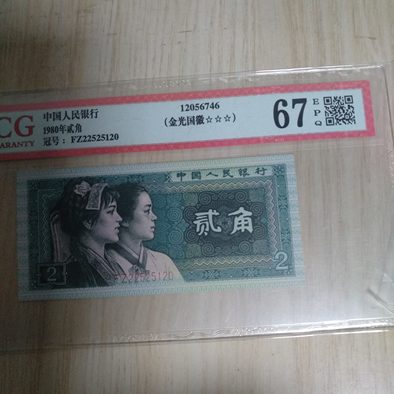 CG
ARANTY
中国人民银行
1980年贰角
冠号：FZ22525120
12056746
(金光国徽☆☆☆)
67
E
P
Q
中国人民银行
贰角
2
FZ22525120
2